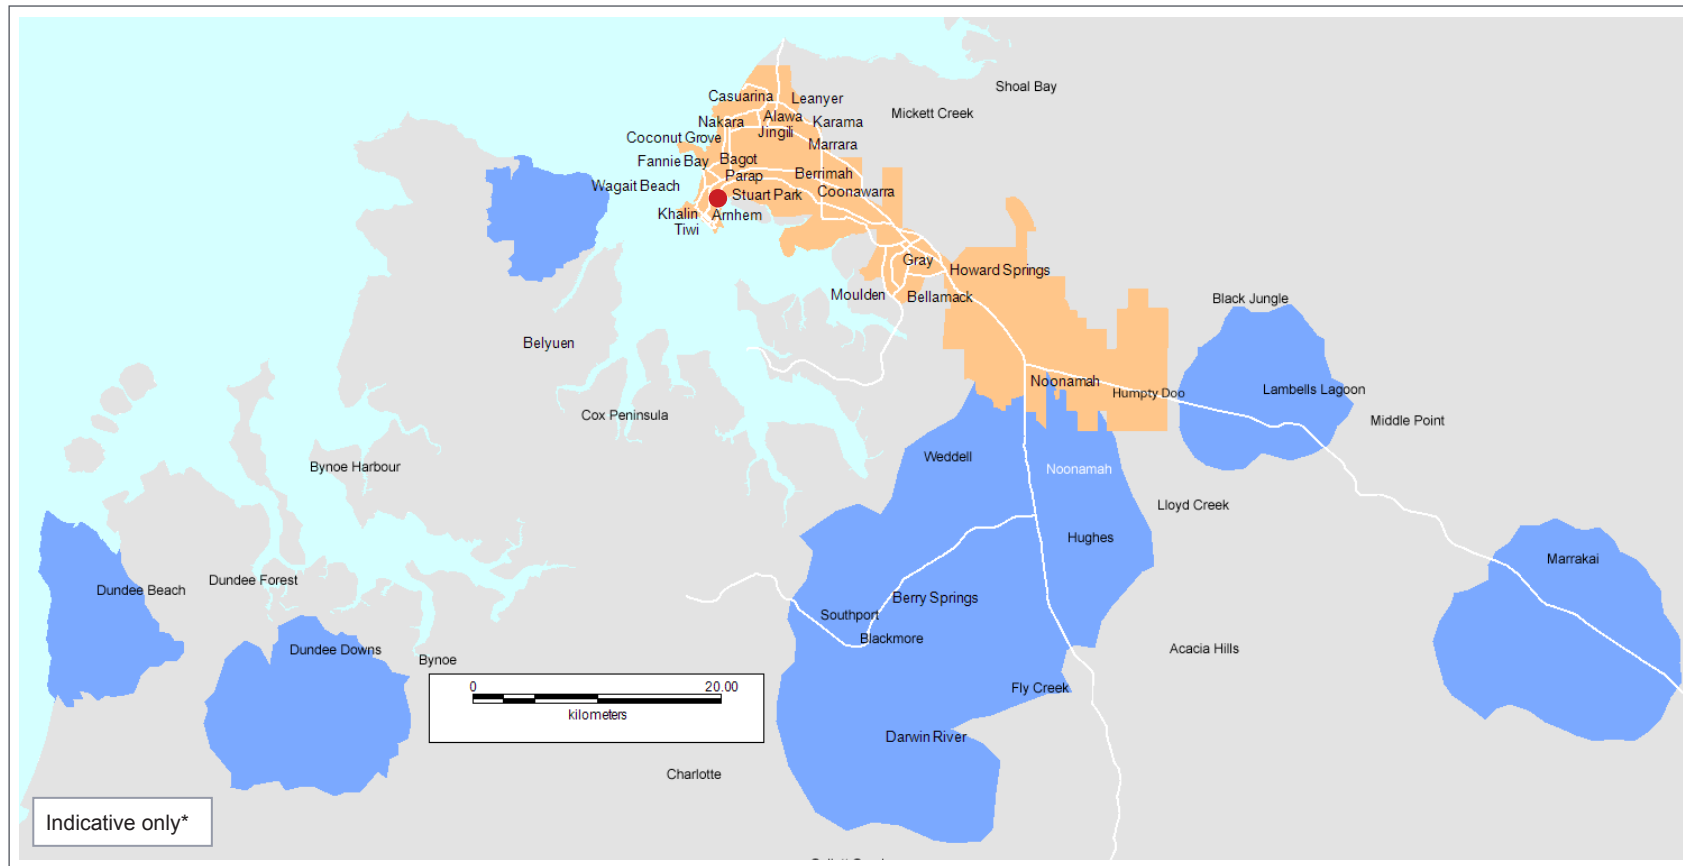 Shoal Bay
Casuarina
Leanyer
Mickett Creek
Nakara
Alawa
Karama
Jingili
Coconut Grove
Marrara
Fannie Bay
Bagot
Parap
Berrimah
Wagait Beach
Stuart Park
Coonawarra
Khalin
Arnhem
Tiwi
Gray
Howard Springs
Moulden
Bellamack
Black Jungle
Belyuen
Noonamah
Humpty Doo
Lambells Lagoon
Cox Peninsula
Middle Point
Weddell
Bynoe Harbour
Noonamah
Lloyd Creek
Hughes
Marrakai
Dundee Forest
Dundee Beach
Berry Springs
Southport
Blackmore
Dundee Downs
Acacia Hills
Bynoe
Fly Creek
0 20.00
kilometers
Darwin River
Charlotte
Indicative only*